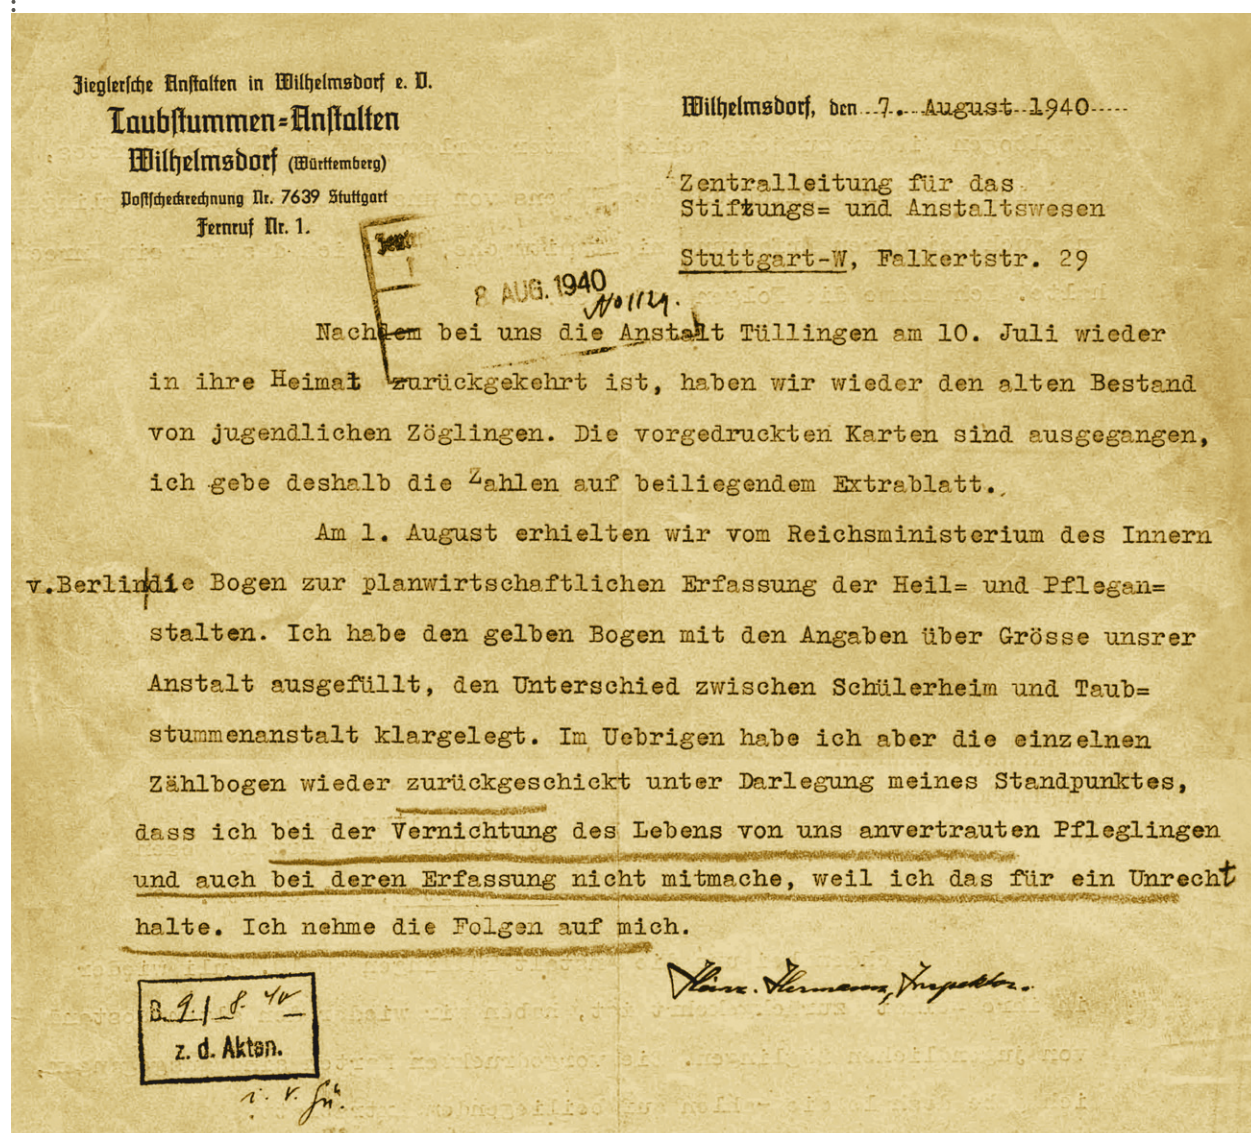 Zieglersche Anstalten in Wilhelmsdorf e. V.
Taubstummen=Anstalten
Wilhelmsdorf (Württemberg)
Postscheckrechnung Nr. 7639 Stuttgart
Fernruf Nr. 1.
Wilhelmsdorf, den 7. August 1940
Zentralleitung für das
Stiftungs= und Anstaltswesen
Stuttgart-W, Falkertstr. 29
8 AUG. 1940
No 1129.
Nachdem bei uns die Anstalt Tüllingen am 10. Juli wieder
in ihre Heimat zurückgekehrt ist, haben wir wieder den alten Bestand
von jugendlichen Zöglingen. Die vorgedruckten Karten sind ausgegangen,
ich gebe deshalb die Zahlen auf beiliegendem Extrablatt.
Am 1. August erhielten wir vom Reichsministerium des Innern
v.Berlin die Bogen zur planwirtschaftlichen Erfassung der Heil= und Pflegan=
stalten. Ich habe den gelben Bogen mit den Angaben über Grösse unsrer
Anstalt ausgefüllt, den Unterschied zwischen Schülerheim und Taub=
stummenanstalt klargelegt. Im Uebrigen habe ich aber die einzelnen
Zählbogen wieder zurückgeschickt unter Darlegung meines Standpunktes,
dass ich bei der Vernichtung des Lebens von uns anvertrauten Pfleglingen
und auch bei deren Erfassung nicht mitmache, weil ich das für ein Unrecht
halte. Ich nehme die Folgen auf mich.
Heinr. Hermann, Inspektor.
B. 9./8. 40
z. d. Akten.
i. V.